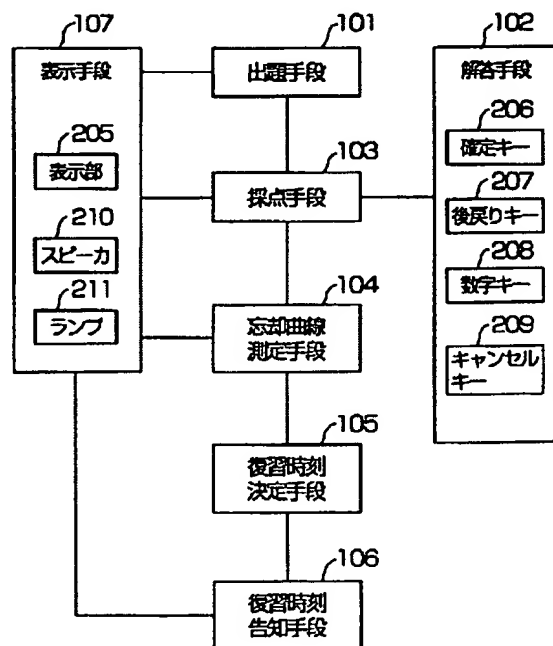 107
表示手段
205
表示部
210
スピーカ
211
ランプ
101
出題手段
103
採点手段
104
忘却曲線
測定手段
105
復習時刻
決定手段
106
復習時刻
告知手段
102
解答手段
206
確定キー
207
後戻りキー
208
数字キー
209
キャンセル
キー